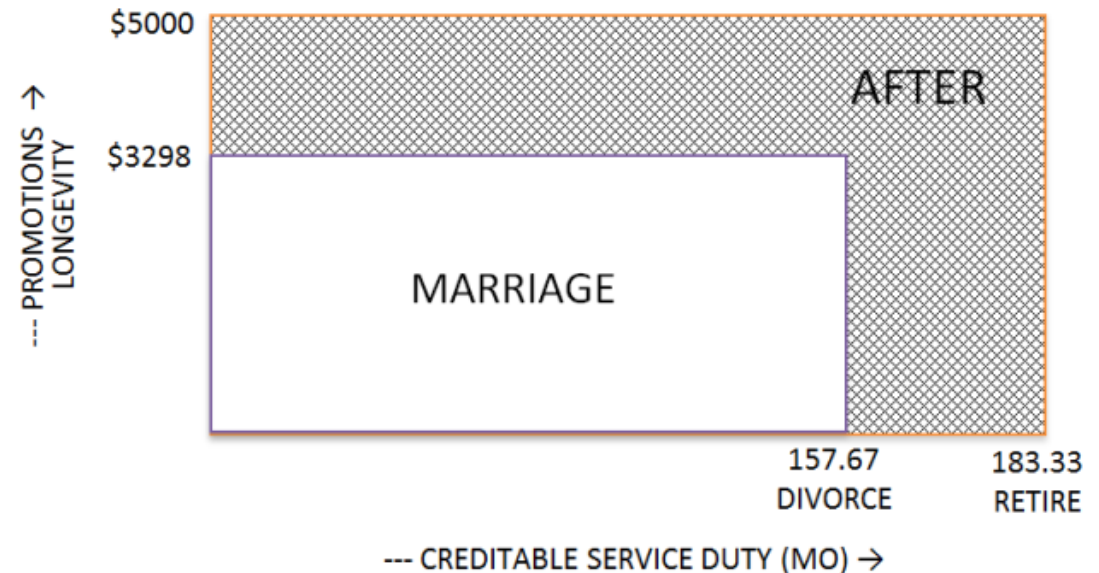 $5000
AFTER
--- PROMOTIONS →
LONGEVITY
$3298
MARRIAGE
157.67
DIVORCE
183.33
RETIRE
--- CREDITABLE SERVICE DUTY (MO) →